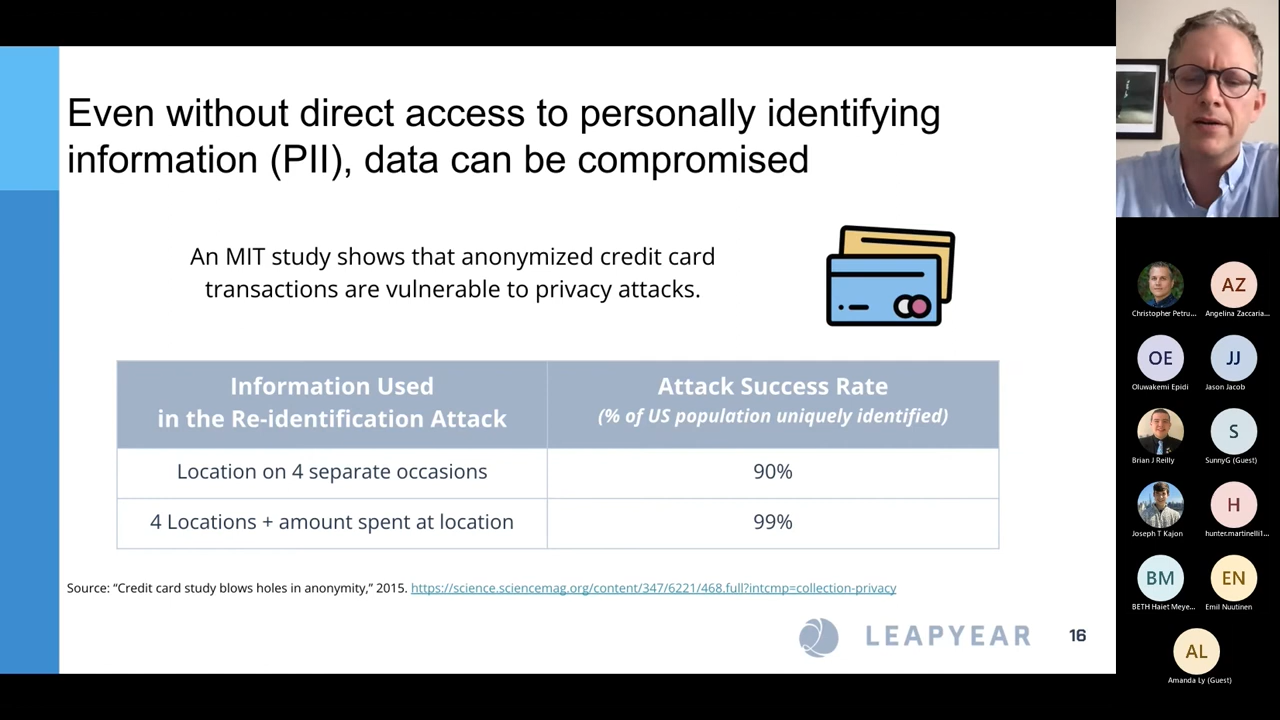 Even without direct access to personally identifying
information (PII), data can be compromised
An MIT study shows that anonymized credit card
transactions are vulnerable to privacy attacks.
Information Used
in the Re-identification Attack
Attack Success Rate
(% of US population uniquely identified)
Location on 4 separate occasions
90%
4 Locations + amount spent at location
99%
Source: “Credit card study blows holes in anonymity,” 2015. https://science.sciencemag.org/content/347/6221/468.full?intcmp=collection-privacy
LEAPYEAR
16
Christopher Petru...
AZ
Angelina Zaccaria...
OE
Oluwakemi Epidi
JJ
Jason Jacob
Brian J Reilly
S
SunnyG (Guest)
Joseph T Kajon
H
hunter.martinelli1...
BM
BETH Haiet Meye...
EN
Emil Nuutinen
AL
Amanda Ly (Guest)